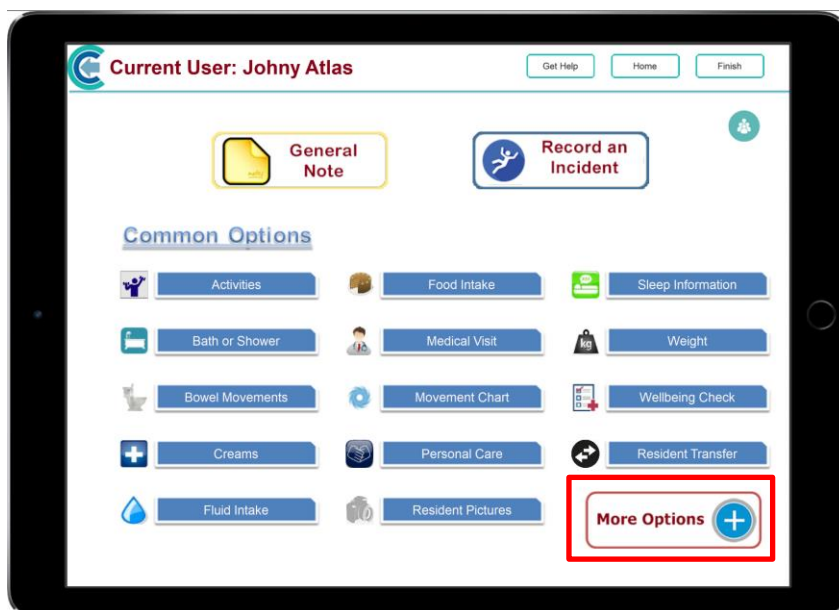 Current User: Johny Atlas
Get Help
Home
Finish
General
Note
Record an
Incident
Common Options
Activities
Food Intake
Sleep Information
Bath or Shower
Medical Visit
kg
Weight
Bowel Movements
Movement Chart
Wellbeing Check
Creams
Personal Care
Resident Transfer
Fluid Intake
Resident Pictures
More Options